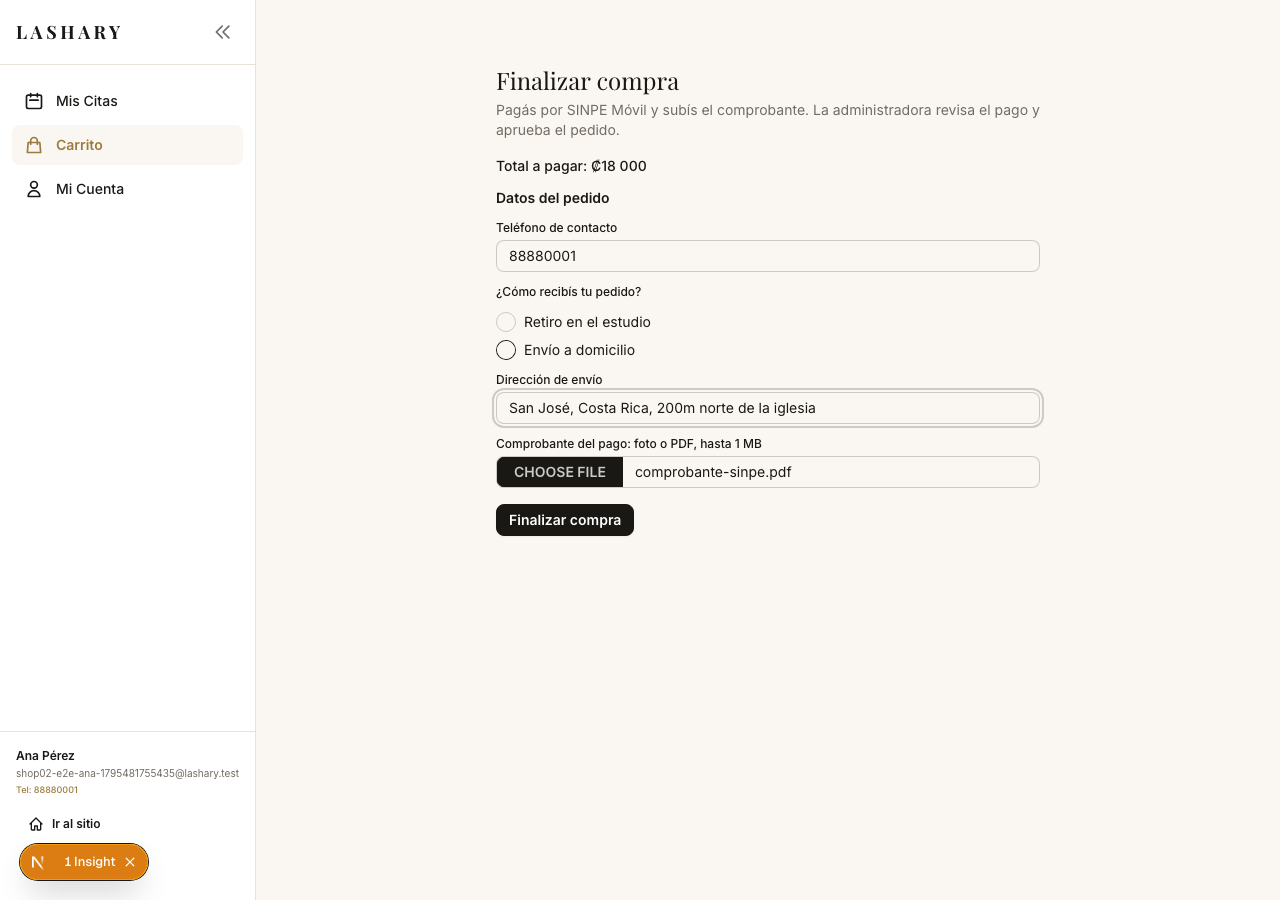 LASHARY
Mis Citas
Carrito
Mi Cuenta
Finalizar compra
Pagás por SINPE Móvil y subís el comprobante. La administradora revisa el pago y
aprueba el pedido.
Total a pagar: ₡18 000
Datos del pedido
Teléfono de contacto
88880001
¿Cómo recibís tu pedido?
Retiro en el estudio
Envío a domicilio
Dirección de envío
San José, Costa Rica, 200m norte de la iglesia
Comprobante del pago: foto o PDF, hasta 1 MB
CHOOSE FILE comprobante-sinpe.pdf
Finalizar compra
Ana Pérez
shop02-e2e-ana-1795481755435@lashary.test
Tel: 88880001
Ir al sitio
1 Insight